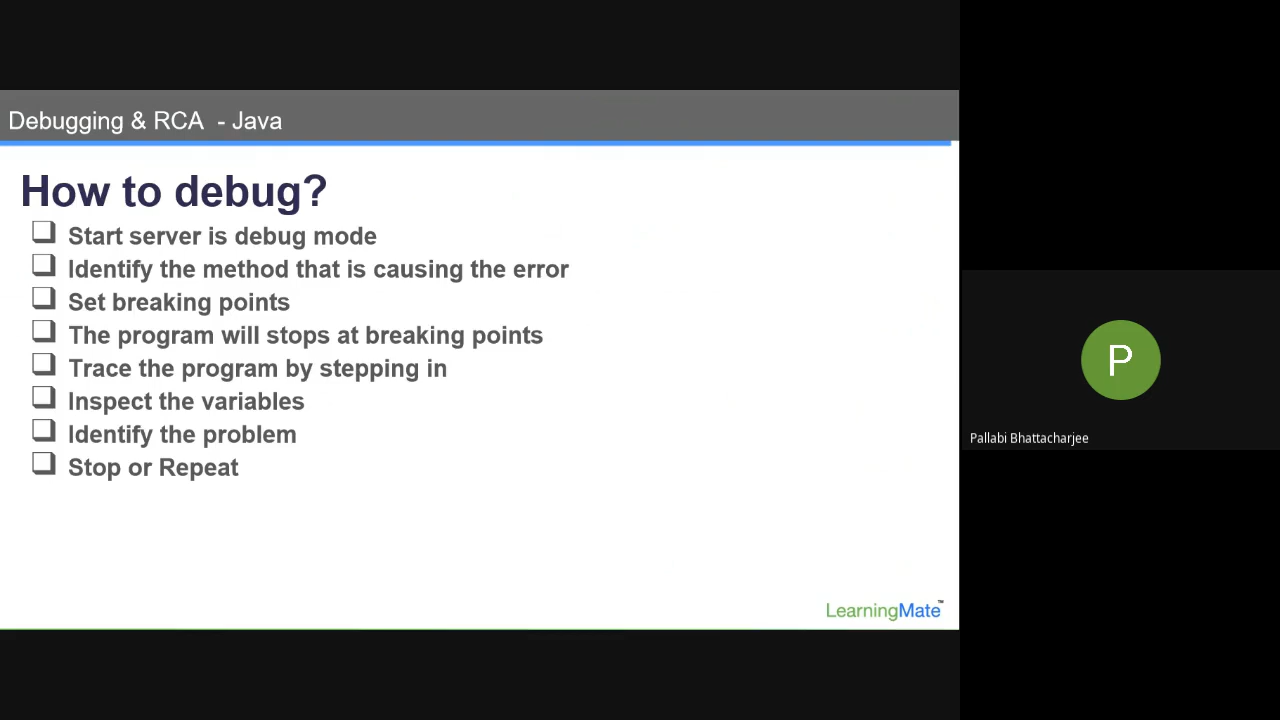 Debugging & RCA - Java
How to debug?
Start server is debug mode
Identify the method that is causing the error
Set breaking points
The program will stops at breaking points
Trace the program by stepping in
Inspect the variables
Identify the problem
Stop or Repeat
LearningMate™
P
Pallabi Bhattacharjee